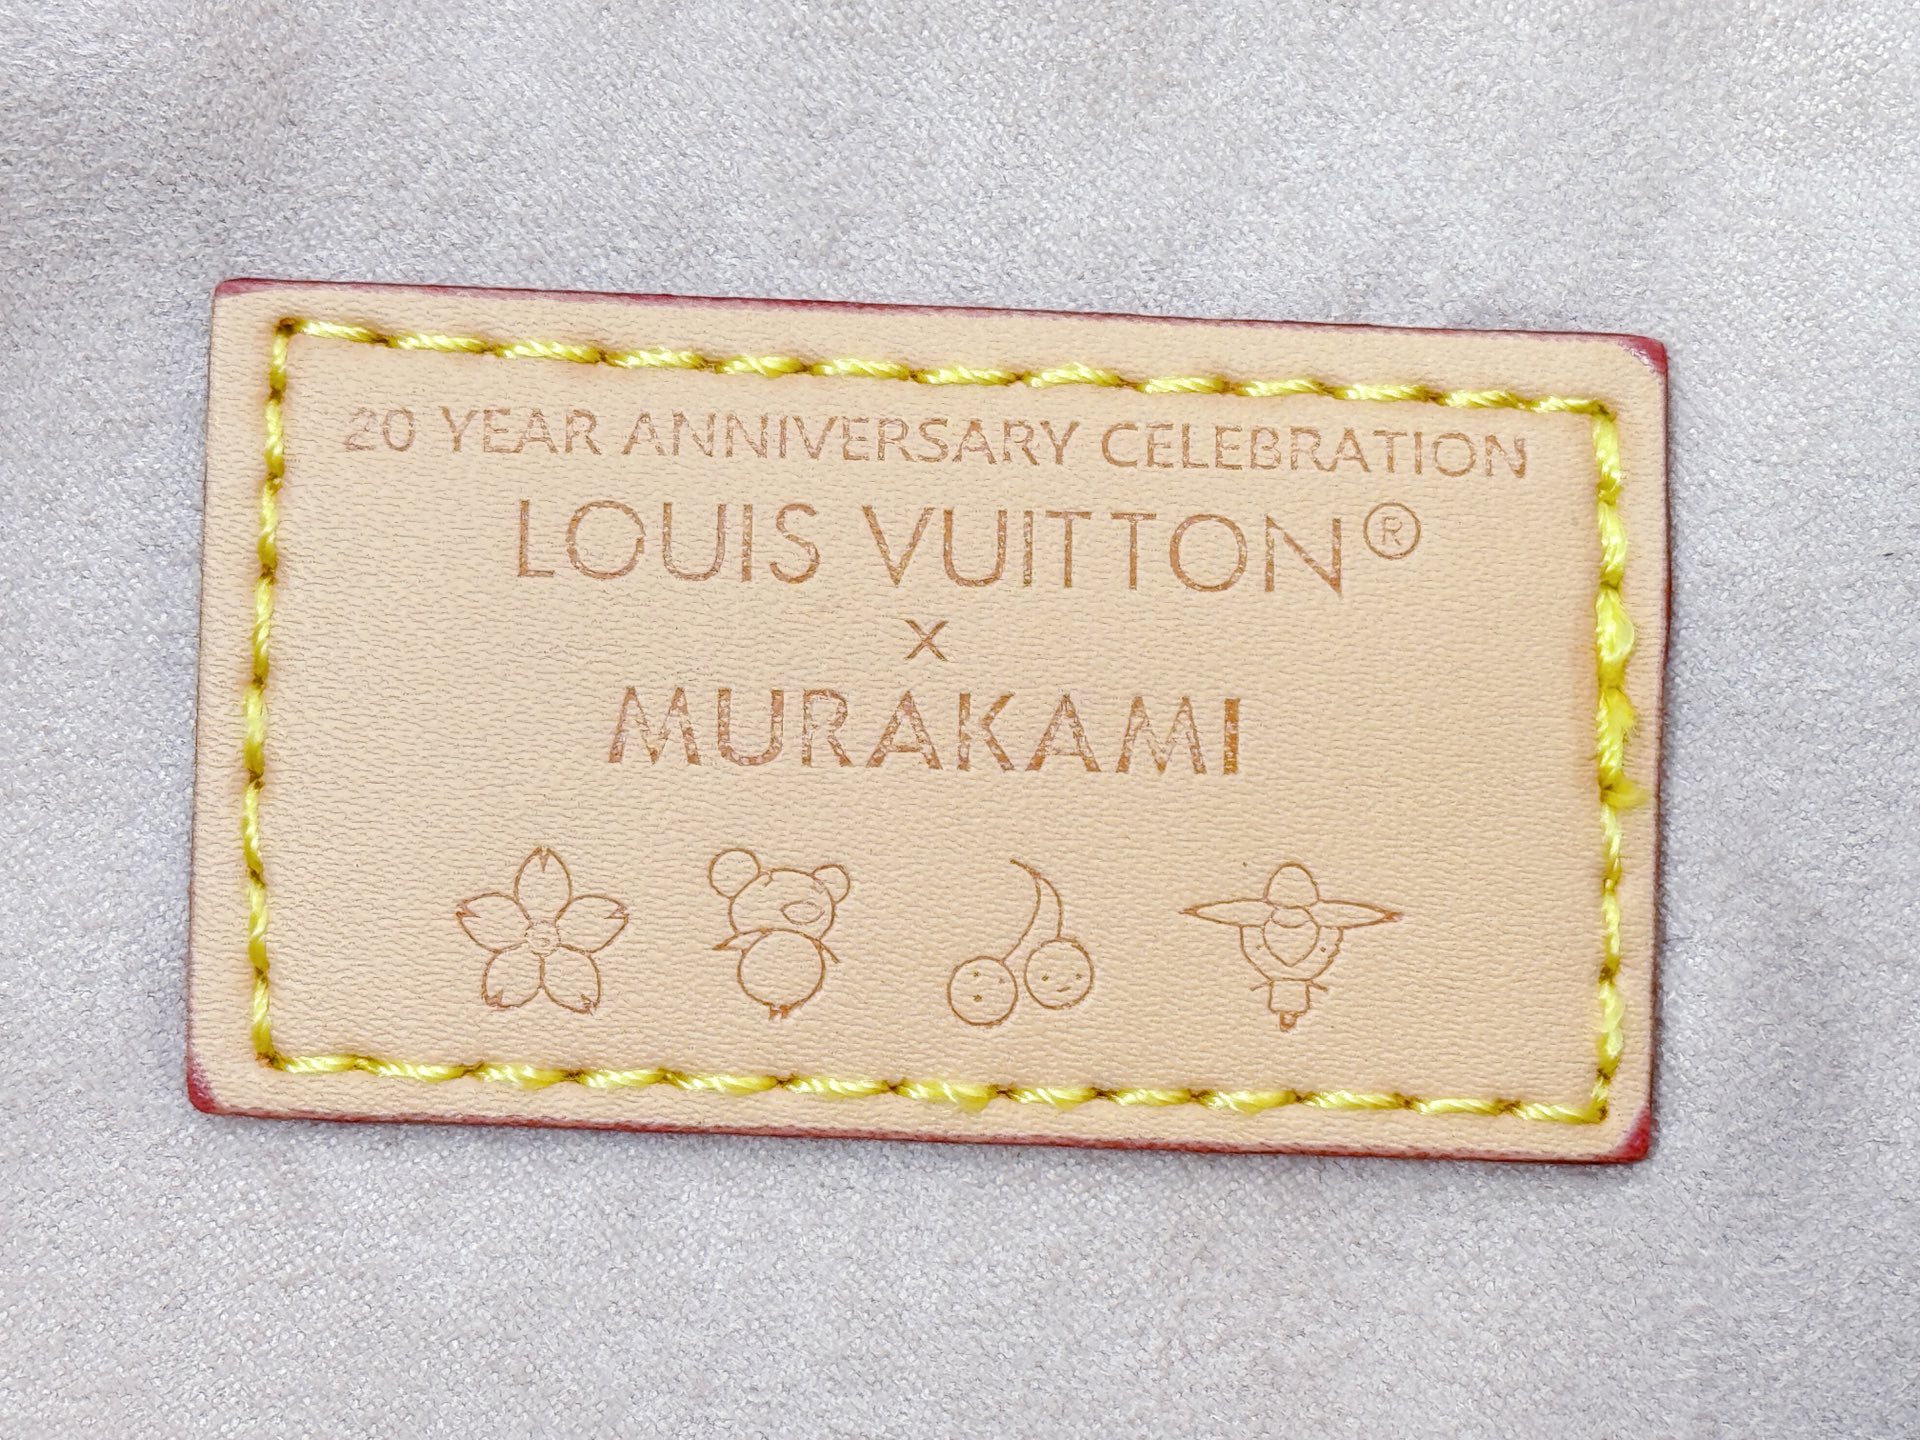 20 YEAR ANNIVERSARY CELEBRATION
LOUIS VUITTON®
x
MURAKAMI